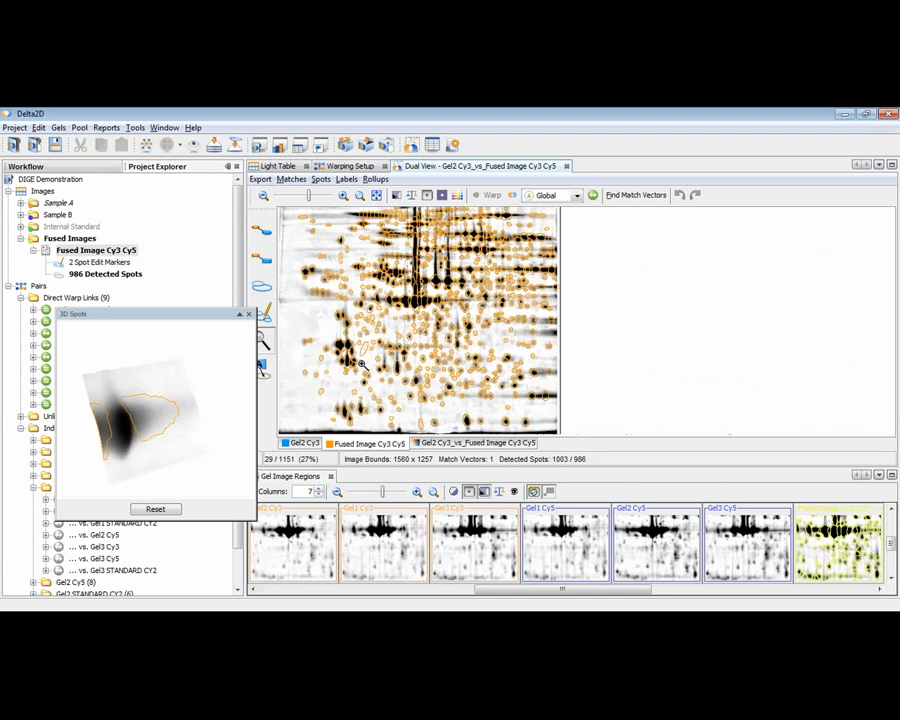 Delta2D
Project Edit Gels Pool Reports Tools Window Help
Workflow
Project Explorer
Light Table
Warping Setup
Dual View - Gel2 Cy3_vs_Fused Image Cy3 Cy5
DIGE Demonstration
Export Matches Spots Labels Rollups
Images
Sample A
Warp
Global
Find Match Vectors
Sample B
Internal Standard
Fused Images
Fused Image Cy3 Cy5
2 Spot Edit Markers
986 Detected Spots
Pairs
Direct Warp Links (9)
3D Spots
Reset
... vs. Gel1 STANDARD CY2
... vs. Gel2 Cy5
... vs. Gel3 Cy3
... vs. Gel3 Cy5
... vs. Gel3 STANDARD CY2
Gel2 Cy5 (8)
Gel2 STANDARD CY2 (6)
Gel2 Cy3
Fused Image Cy3 Cy5
Gel2 Cy3_vs_Fused Image Cy3 Cy5
29 / 1151 (27%)
Image Bounds: 1560 x 1257 Match Vectors: 1 Detected Spots: 1003 / 986
Gel Image Regions
Columns: 7
Gel1 Cy3
Gel3 Cy3
Gel1 Cy5
Gel2 Cy5
Gel3 Cy5